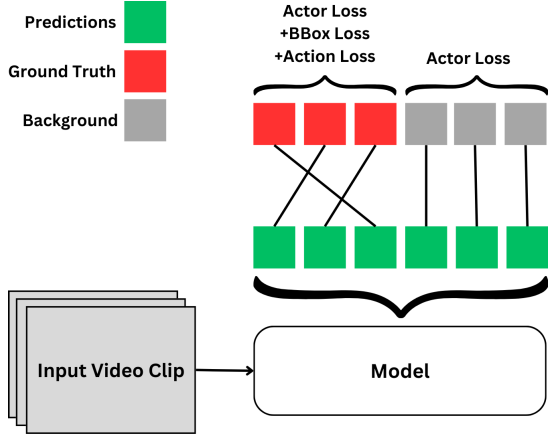 Predictions
Ground Truth
Background
Actor Loss
+BBox Loss
+Action Loss
Actor Loss
Input Video Clip
Model